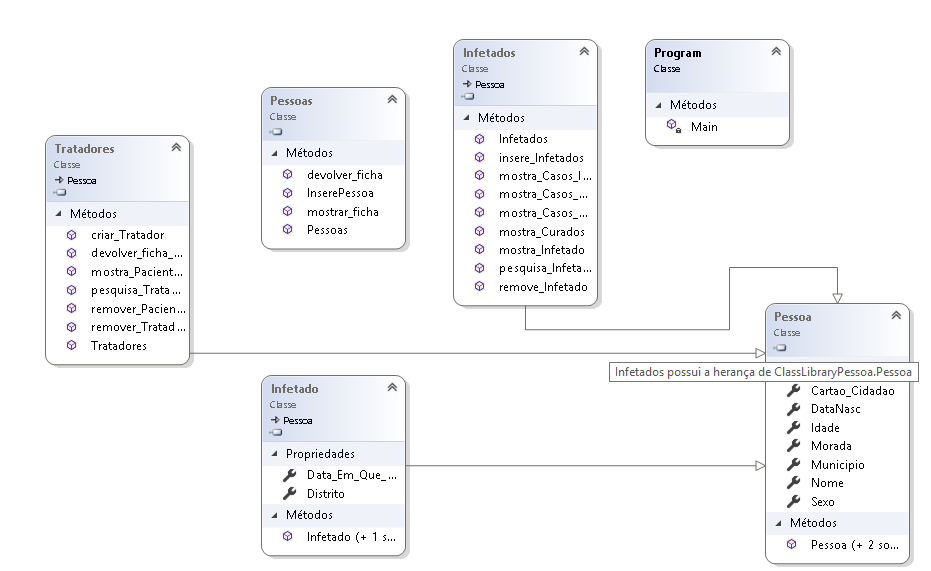 Tratadores
Classe
Pessoa
Métodos
criar_Tratador
devolver_ficha_...
mostra_Pacient...
pesquisa_Trata...
remover_Pacien...
remover_Tratad...
Tratadores
Pessoas
Classe
Métodos
devolver_ficha
InserePessoa
mostrar_ficha
Pessoas
Infetados
Classe
Pessoa
Métodos
Infetados
insere_Infetados
mostra_Casos_I...
mostra_Casos_...
mostra_Casos_...
mostra_Curados
mostra_Infetado
pesquisa_Infeta...
remove_Infetado
Program
Classe
Métodos
Main
Infetado
Classe
Pessoa
Propriedades
Data_Em_Que_...
Distrito
Métodos
Infetado (+ 1 s...
Pessoa
Classe
Infetados possui a herança de ClassLibraryPessoa.Pessoa
Cartao_Cidadao
DataNasc
Idade
Morada
Municipio
Nome
Sexo
Métodos
Pessoa (+ 2 so...